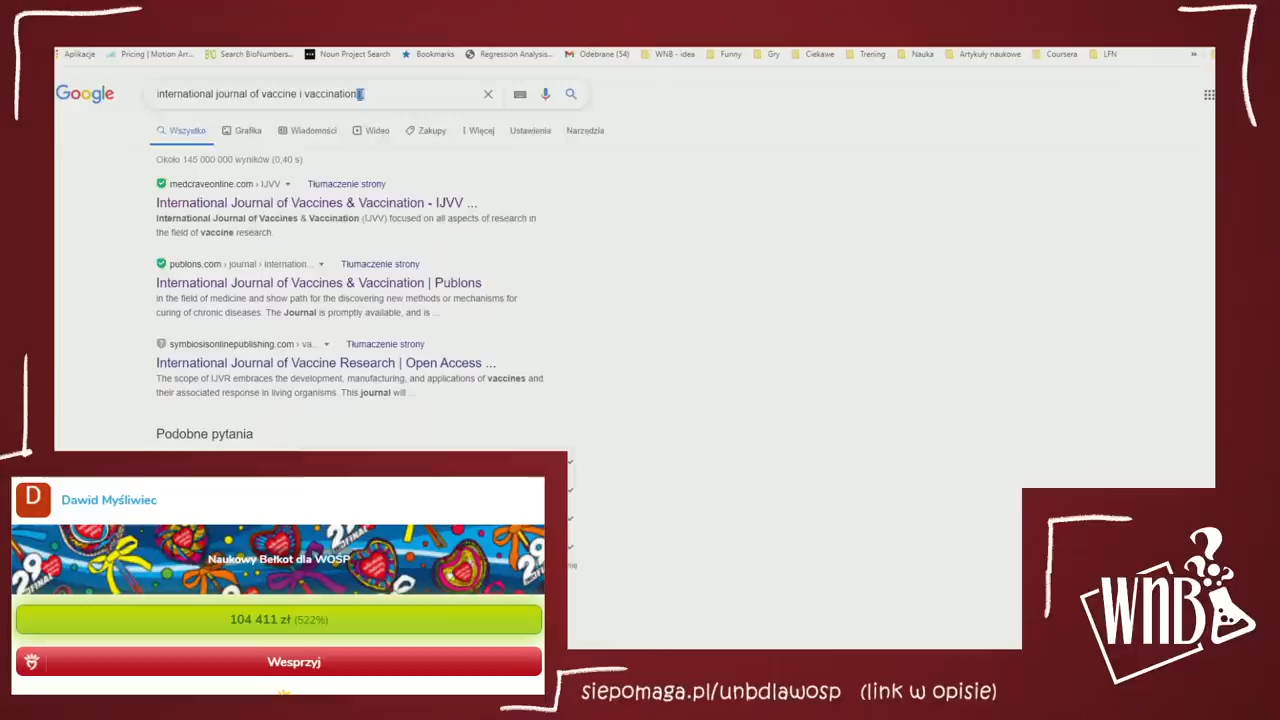 Aplikacje Pricing | Motion Arr... Search BioNumbers... Noun Project Search Bookmarks Regression Analysis... Odebrane (54) WNB - idea Funny Gry Ciekawe Trening Nauka Artykuły naukowe Coursera LFN »
Google international journal of vaccine i vaccination
Wszystko Grafika Wiadomości Wideo Zakupy Więcej Ustawienia Narzędzia
Około 145 000 000 wyników (0,40 s)
medcraveonline.com › IJVV Tłumaczenie strony
International Journal of Vaccines & Vaccination - IJVV ...
International Journal of Vaccines & Vaccination (IJVV) focused on all aspects of research in
the field of vaccine research.
publons.com › journal › internation... Tłumaczenie strony
International Journal of Vaccines & Vaccination | Publons
in the field of medicine and show path for the discovering new methods or mechanisms for
curing of chronic diseases. The Journal is promptly available, and is ...
symbiosisonlinepublishing.com › va... Tłumaczenie strony
International Journal of Vaccine Research | Open Access ...
The scope of IJVR embraces the development, manufacturing, and applications of vaccines and
their associated response in living organisms. This journal will ...
Podobne pytania
D Dawid Myśliwiec
Naukowy Bełkot dla WOŚP
104 411 zł (522%)
Wesprzyj
WNB
siepomaga.pl/unbdlawosp (link w opisie)